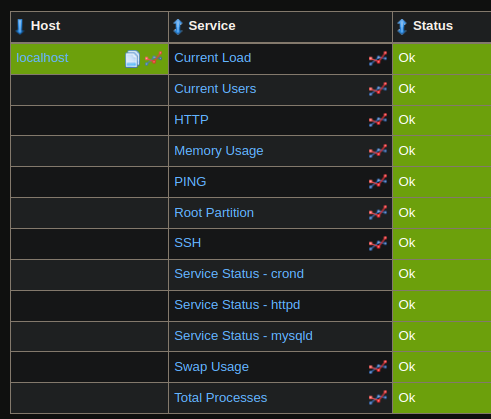 Host Service Status
localhost Current Load Ok
Current Users Ok
HTTP Ok
Memory Usage Ok
PING Ok
Root Partition Ok
SSH Ok
Service Status - crond Ok
Service Status - httpd Ok
Service Status - mysqld Ok
Swap Usage Ok
Total Processes Ok